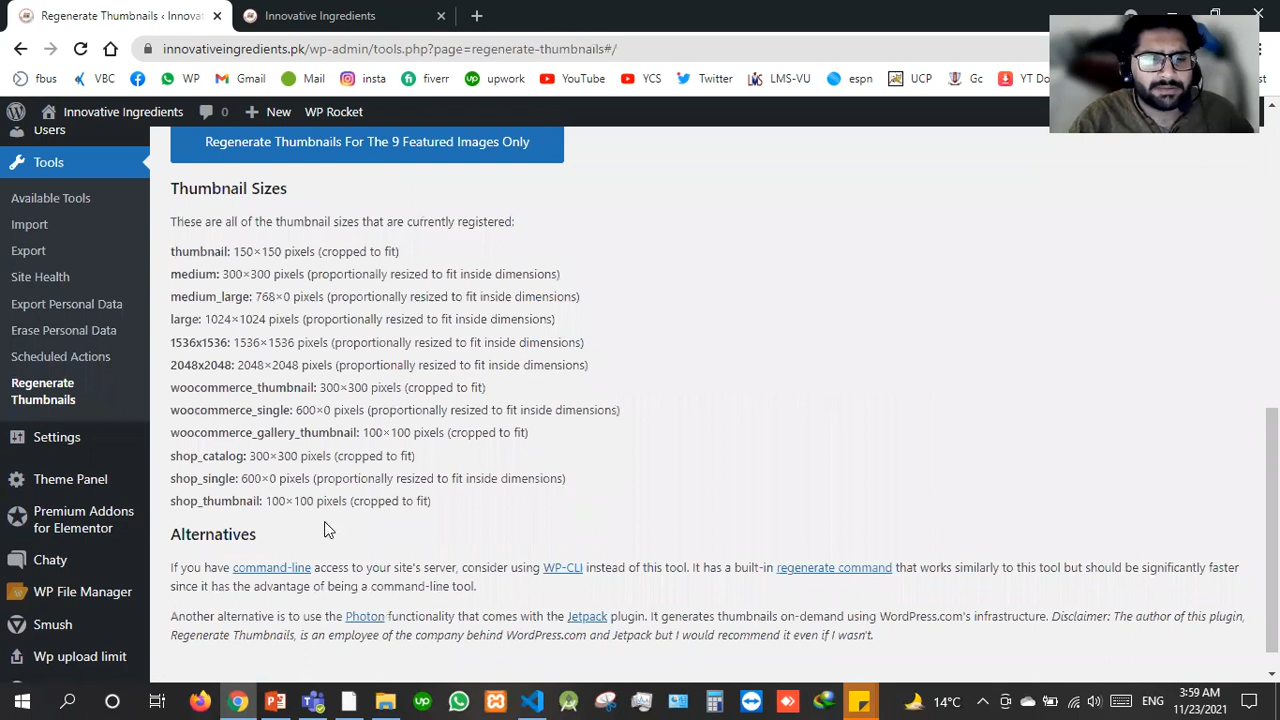 Regenerate Thumbnails ‹ Innovat
Innovative Ingredients
innovativeingredients.pk/wp-admin/tools.php?page=regenerate-thumbnails#/
fbus VBC WP Gmail Mail insta fiverr upwork YouTube YCS Twitter LMS-VU espn UCP Gc YT Do
Innovative Ingredients 0 New WP Rocket
Users
Tools
Available Tools
Import
Export
Site Health
Export Personal Data
Erase Personal Data
Scheduled Actions
Regenerate
Thumbnails
Settings
Theme Panel
Premium Addons
for Elementor
Chaty
WP File Manager
Smush
Wp upload limit
Regenerate Thumbnails For The 9 Featured Images Only
Thumbnail Sizes
These are all of the thumbnail sizes that are currently registered:
thumbnail: 150×150 pixels (cropped to fit)
medium: 300×300 pixels (proportionally resized to fit inside dimensions)
medium_large: 768×0 pixels (proportionally resized to fit inside dimensions)
large: 1024×1024 pixels (proportionally resized to fit inside dimensions)
1536x1536: 1536×1536 pixels (proportionally resized to fit inside dimensions)
2048x2048: 2048×2048 pixels (proportionally resized to fit inside dimensions)
woocommerce_thumbnail: 300×300 pixels (cropped to fit)
woocommerce_single: 600×0 pixels (proportionally resized to fit inside dimensions)
woocommerce_gallery_thumbnail: 100×100 pixels (cropped to fit)
shop_catalog: 300×300 pixels (cropped to fit)
shop_single: 600×0 pixels (proportionally resized to fit inside dimensions)
shop_thumbnail: 100×100 pixels (cropped to fit)
Alternatives
If you have command-line access to your site's server, consider using WP-CLI instead of this tool. It has a built-in regenerate command that works similarly to this tool but should be significantly faster
since it has the advantage of being a command-line tool.
Another alternative is to use the Photon functionality that comes with the Jetpack plugin. It generates thumbnails on-demand using WordPress.com's infrastructure. Disclaimer: The author of this plugin,
Regenerate Thumbnails, is an employee of the company behind WordPress.com and Jetpack but I would recommend it even if I wasn't.
14°C ENG
3:59 AM
11/23/2021